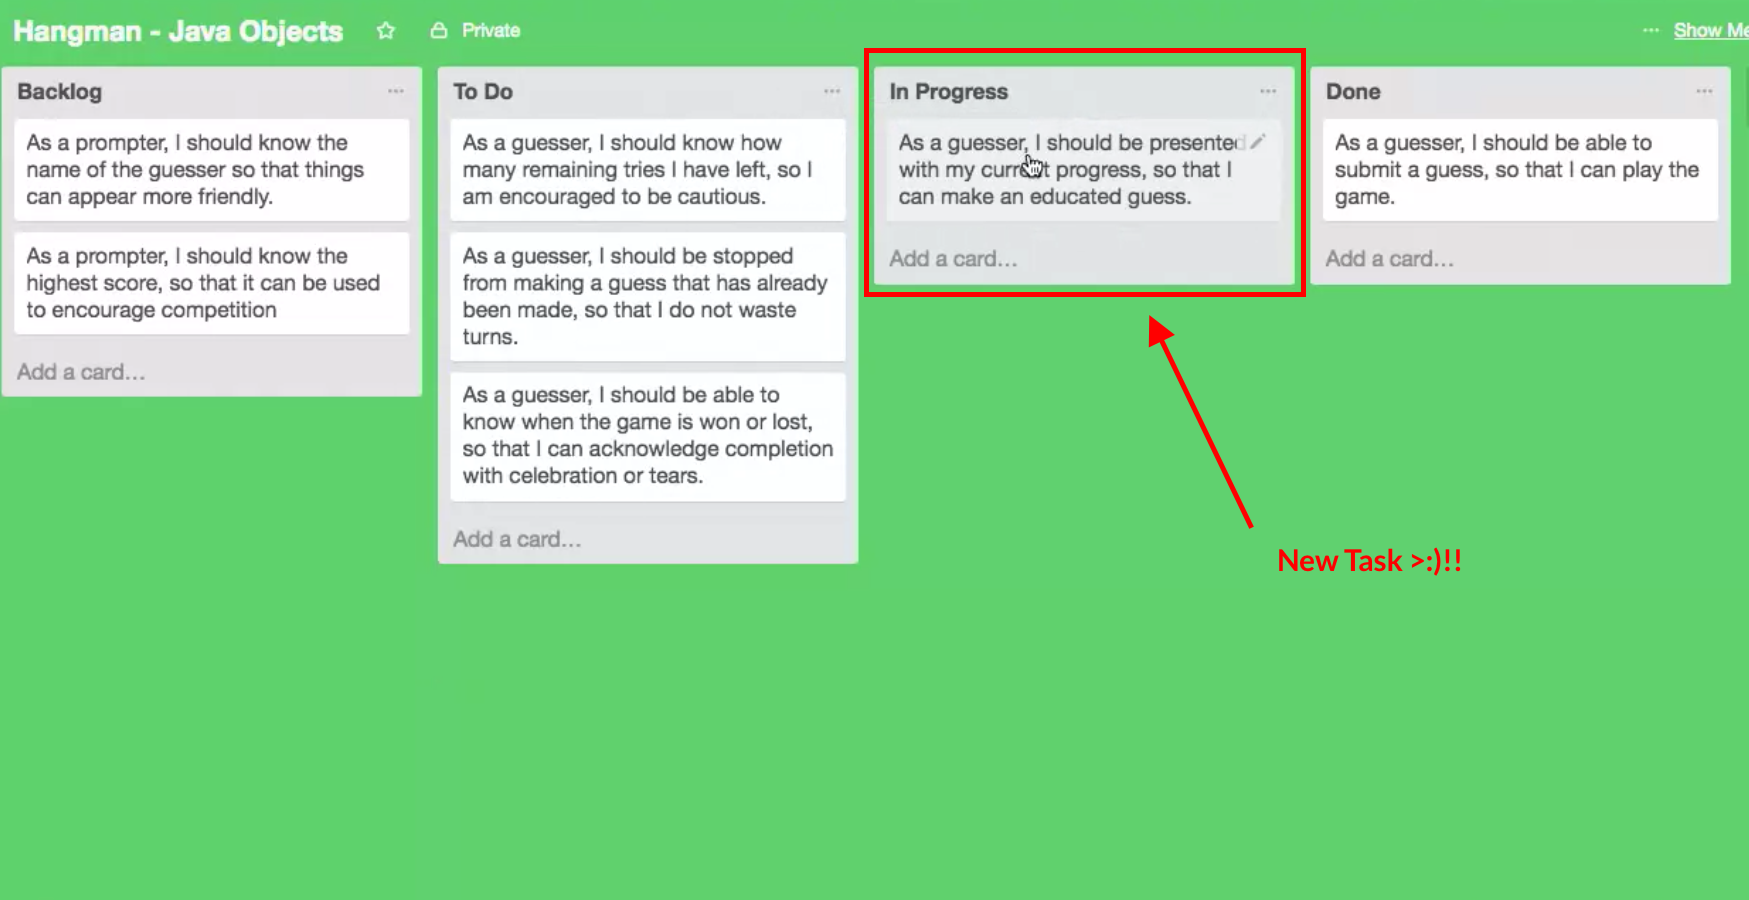 Hangman - Java Objects
Private
... Show Me
Backlog
As a prompter, I should know the
name of the guesser so that things
can appear more friendly.
As a prompter, I should know the
highest score, so that it can be used
to encourage competition
Add a card...
To Do
As a guesser, I should know how
many remaining tries I have left, so I
am encouraged to be cautious.
As a guesser, I should be stopped
from making a guess that has already
been made, so that I do not waste
turns.
As a guesser, I should be able to
know when the game is won or lost,
so that I can acknowledge completion
with celebration or tears.
Add a card...
In Progress
As a guesser, I should be presented
with my current progress, so that I
can make an educated guess.
Add a card...
Done
As a guesser, I should be able to
submit a guess, so that I can play the
game.
Add a card...
New Task >:)!!